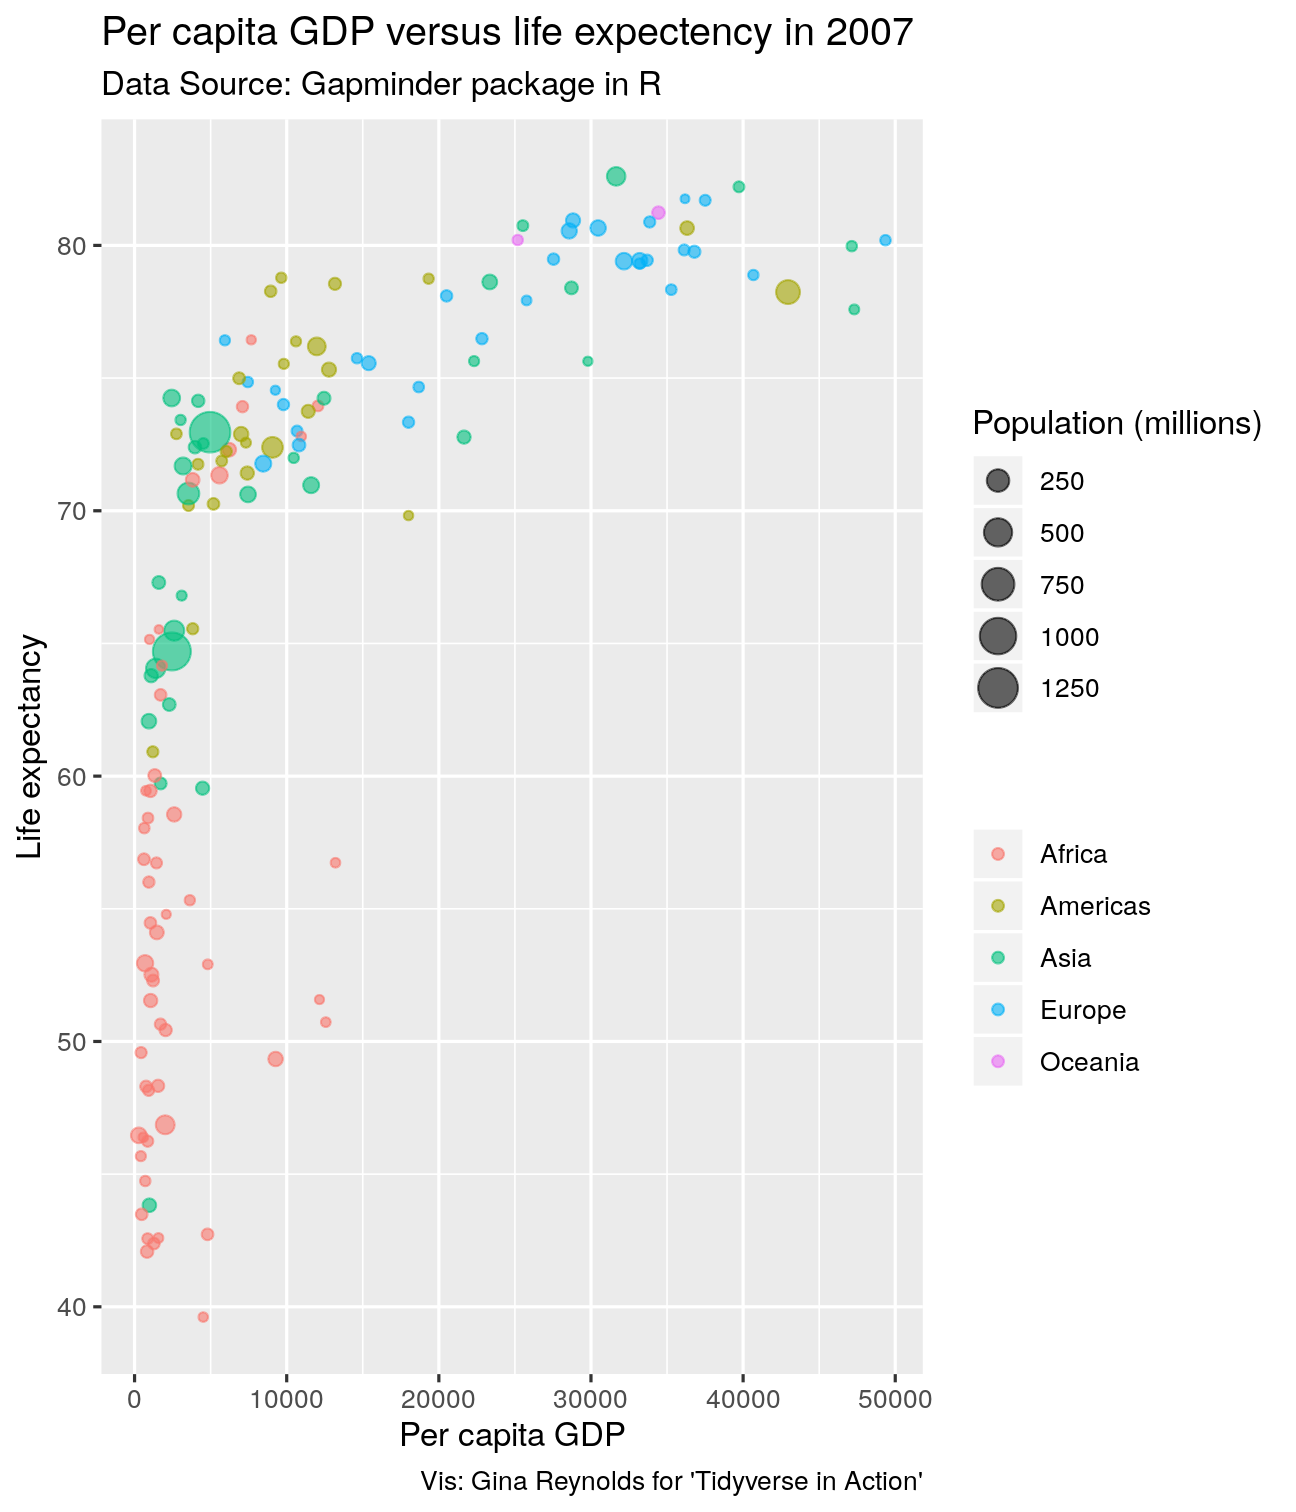 Per capita GDP versus life expectency in 2007
Data Source: Gapminder package in R
Life expectancy
80
70
60
50
40
0 10000 20000 30000 40000 50000
Per capita GDP
Population (millions)
250
500
750
1000
1250
Africa
Americas
Asia
Europe
Oceania
Vis: Gina Reynolds for 'Tidyverse in Action'